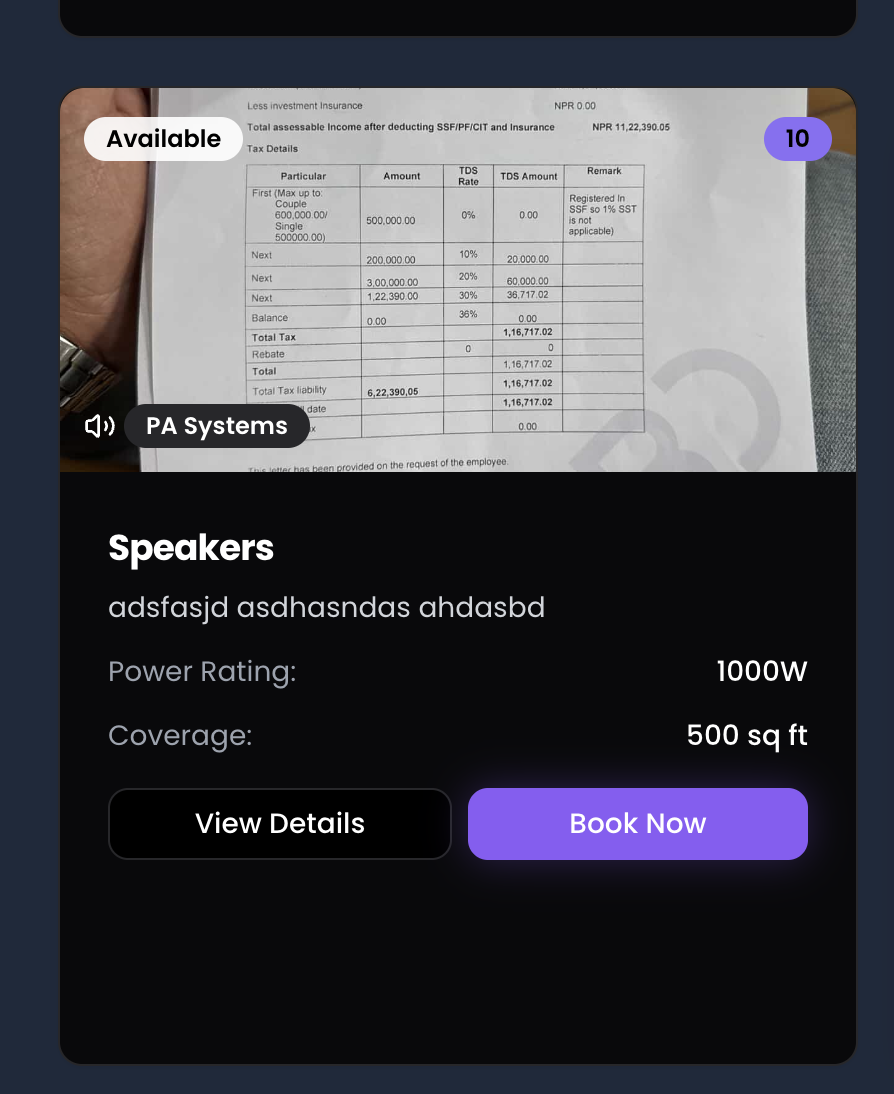 Less investment Insurance NPR 0.00
Available 10
Total assessable Income after deducting SSF/PF/CIT and Insurance NPR 11,22,390.05
Tax Details
Particular Amount TDS Rate TDS Amount Remark
First (Max up to: Couple 600,000.00/ Single 500000.00) 500,000.00 0% 0.00 Registered In SSF so 1% SST is not applicable)
Next 200,000.00 10% 20,000.00
Next 3,00,000.00 20% 60,000.00
Next 1,22,390.00 30% 36,717.02
Balance 0.00 36% 0.00
Total Tax 1,16,717.02
Rebate 0 0
Total 1,16,717.02
Total Tax liability 6,22,390,05 1,16,717.02
date 1,16,717.02
PA Systems 0.00
This letter has been provided on the request of the employee.
Speakers
adsfasjd asdhasndas ahdasbd
Power Rating: 1000W
Coverage: 500 sq ft
View Details Book Now